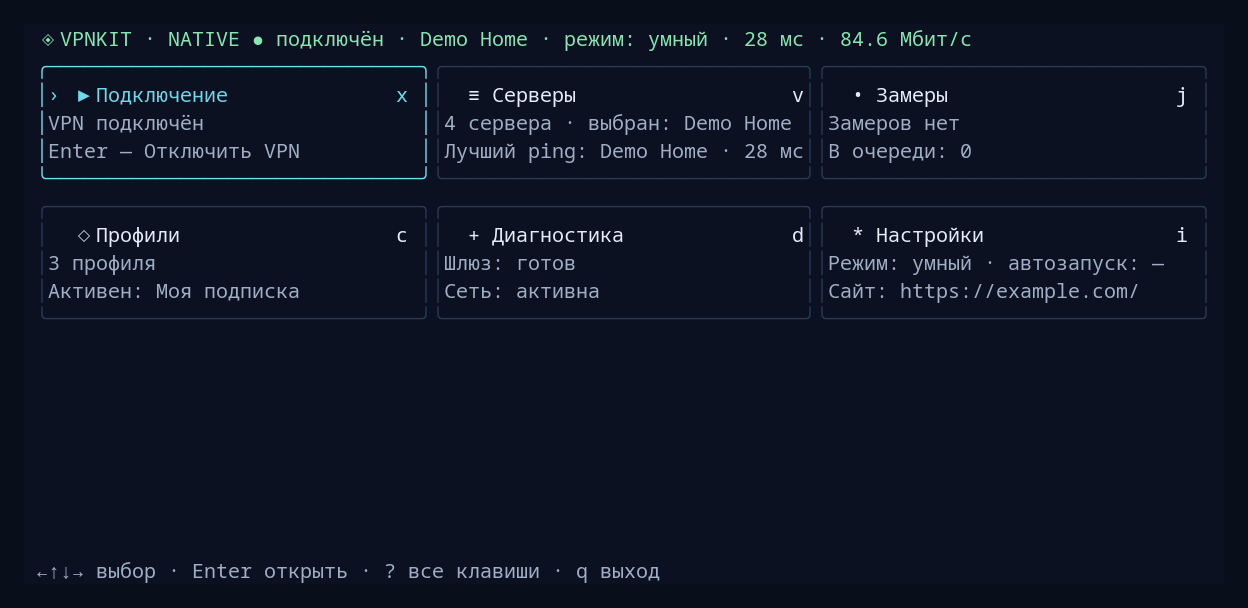 ◈ VPNKIT · NATIVE ● подключён · Demo Home · режим: умный · 28 мс · 84.6 Мбит/с
› ▶ Подключение x
VPN подключён
Enter — Отключить VPN
≡ Серверы v
4 сервера · выбран: Demo Home
Лучший ping: Demo Home · 28 мс
• Замеры j
Замеров нет
В очереди: 0
◇ Профили c
3 профиля
Активен: Моя подписка
+ Диагностика d
Шлюз: готов
Сеть: активна
* Настройки i
Режим: умный · автозапуск: —
Сайт: https://example.com/
←↑↓→ выбор · Enter открыть · ? все клавиши · q выход